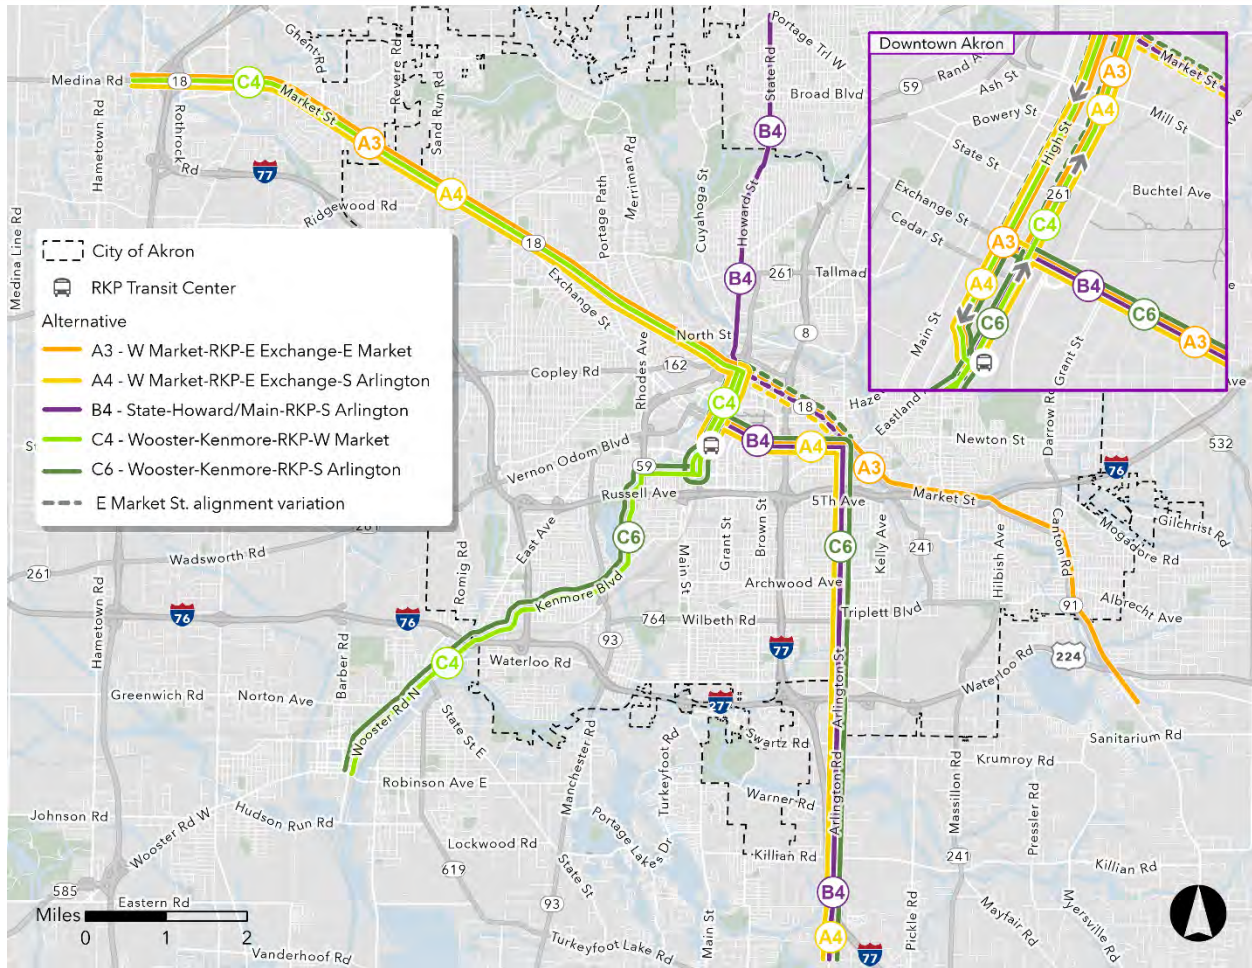 Portage Trl W
Ghent Rd
Revere Rd
State Rd
Downtown Akron
Rand A
Ash St
59
A3
Market St
Medina Rd
18
C4
Market St
Sand Run Rd
Broad Blvd
A4
Bowery St
High St
Mill St
Ave
Hametown Rd
Rothrock
Rd
77
A3
B4
State St
Merriman Rd
Portage Path
Cuyahoga St
Howard St
261
Buchtel Ave
Ridgewood Rd
A4
Exchange St
Cedar St
Medina Line Rd
18
B4
261
Tallmad
A3
C4
A4
B4
C6
C6
A3
Main St
Grant St
City of Akron
RKP Transit Center
Alternative
A3 - W Market-RKP-E Exchange-E Market
A4 - W Market-RKP-E Exchange-S Arlington
B4 - State-Howard/Main-RKP-S Arlington
C4 - Wooster-Kenmore-RKP-W Market
C6 - Wooster-Kenmore-RKP-S Arlington
E Market St. alignment variation
Exchange St
North St
8
Rhodes Ave
Copley Rd
162
C4
18
Haze
Eastland
Darrow Rd
Vernon Odom Blvd
B4
A4
Newton St
532
59
A3
76
Russell Ave
5Th Ave
Market St
Gilchrist Rd
Mogadore Rd
Canton Rd
East Ave
C6
Main St
Grant St
Brown St
C6
Kelly Ave
241
Hilbish Ave
261
Wadsworth Rd
261
Romig Rd
Kenmore Blvd
Archwood Ave
Triplett Blvd
91
Albrecht Ave
76
76
764
Wilbeth Rd
93
77
224
Hametown Rd
Barber Rd
C4
Waterloo Rd
Waterloo Rd
Greenwich Rd
Norton Ave
277
Arlington St
Wooster Rd N
State St E
Manchester Rd
Turkeyfoot Rd
Swartz Rd
Sanitarium Rd
Krumroy Rd
Robinson Ave E
Warner Rd
Arlington Rd
Massillon Rd
Pressler Rd
Johnson Rd
Wooster Rd W
Hudson Run Rd
Portage Lakes Dr
Lockwood Rd
Killian Rd
241
Killian Rd
619
State St
B4
585
Eastern Rd
93
Main St
Pickle Rd
Mayfair Rd
Myersville Rd
Miles
0
1
2
A4
Turkeyfoot Lake Rd
77
Vanderhoof Rd